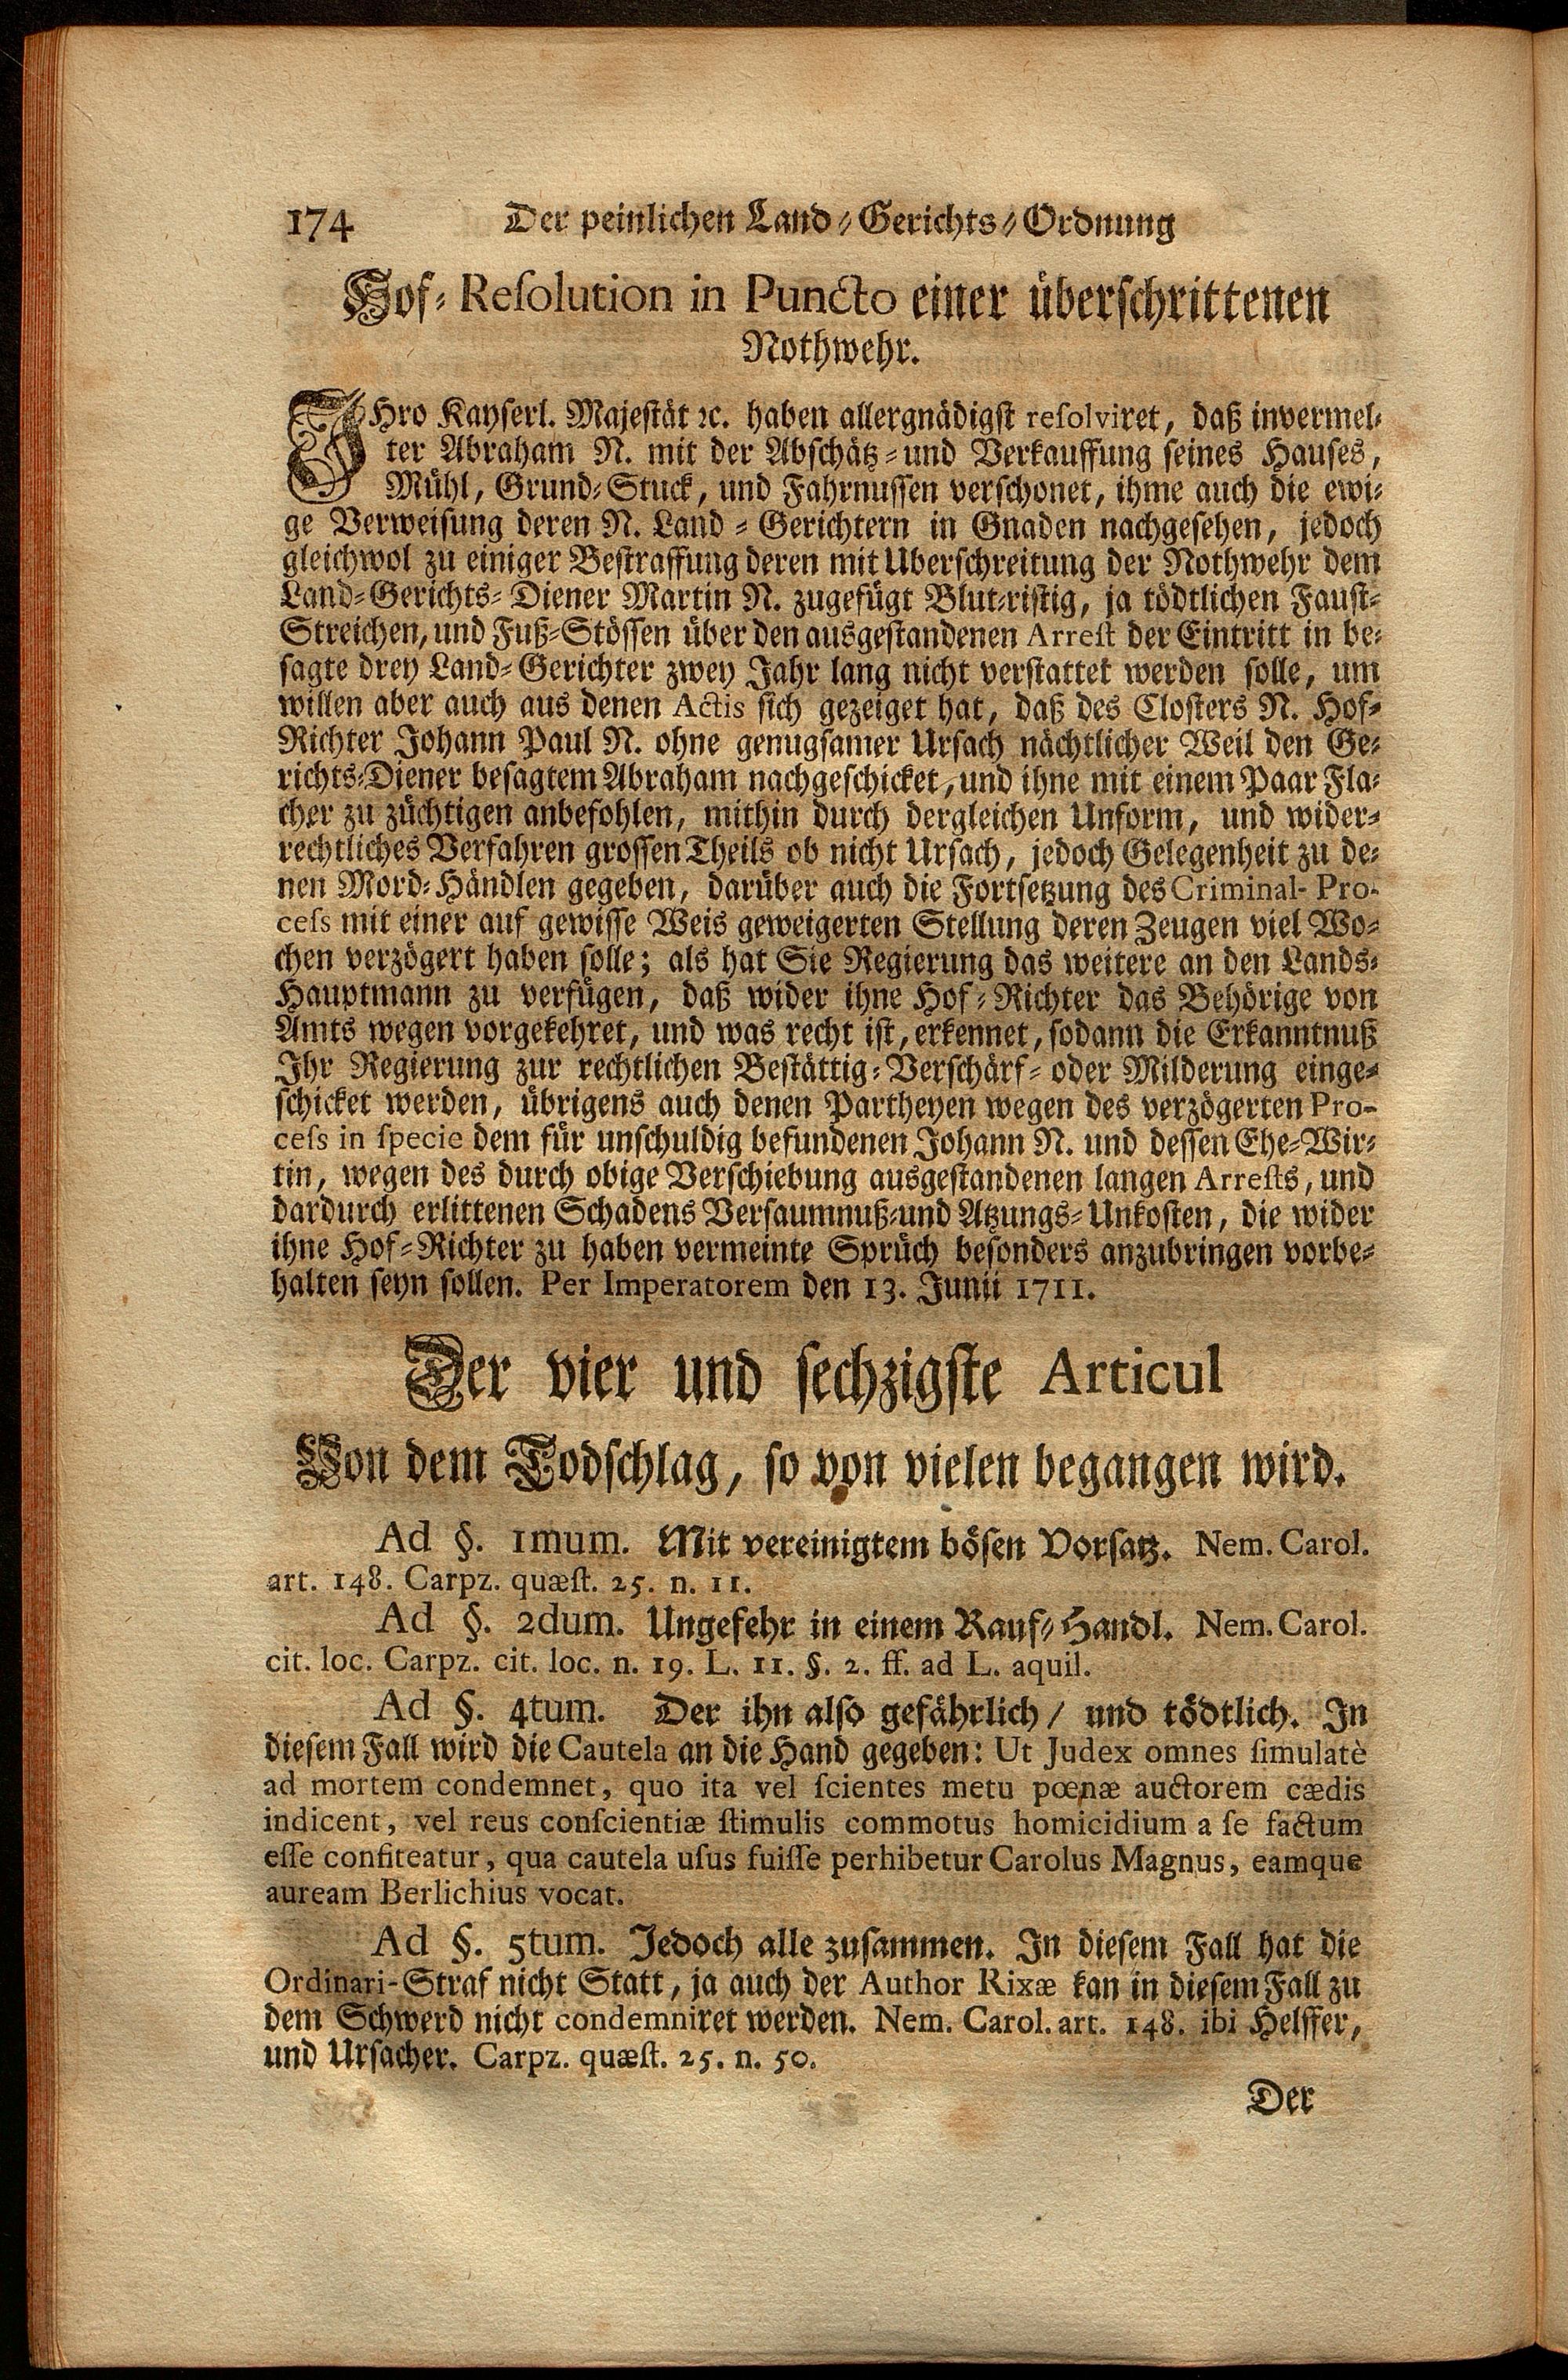 174 Der peinlichen Land-Gerichts-Ordnung
Hof-Resolution in Puncto einer überschrittenen
Nothwehr.
IHro Kayserl. Majestät ꝛc. haben allergnädigst resolviret, daß invermel-
ter Abraham N. mit der Abschätz- und Verkauffung seines Hauses,
Mühl, Grund-Stuck, und Fahrnussen verschonet, ihme auch die ewi-
ge Verweisung deren N. Land-Gerichtern in Gnaden nachgesehen, jedoch
gleichwol zu einiger Bestraffung deren mit Uberschreitung der Nothwehr dem
Land-Gerichts-Diener Martin N. zugefügt Blut-ristig, ja tödtlichen Faust-
Streichen, und Fuß-Stössen über den ausgestandenen Arrest der Eintritt in be-
sagte drey Land-Gerichter zwey Jahr lang nicht verstattet werden solle, um
willen aber auch aus denen Actis sich gezeiget hat, daß des Closters N. Hof-
Richter Johann Paul N. ohne genugsamer Ursach nächtlicher Weil den Ge-
richts-Diener besagtem Abraham nachgeschicket, und ihne mit einem Paar Fla-
cher zu züchtigen anbefohlen, mithin durch dergleichen Unform, und wider-
rechtliches Verfahren grossen Theils ob nicht Ursach, jedoch Gelegenheit zu de-
nen Mord-Händlen gegeben, darüber auch die Fortsetzung des Criminal-Pro-
cess mit einer auf gewisse Weis geweigerten Stellung deren Zeugen viel Wo-
chen verzögert haben solle; als hat Sie Regierung das weitere an den Lands-
Hauptmann zu verfügen, daß wider ihne Hof-Richter das Behörige von
Amts wegen vorgekehret, und was recht ist, erkennet, sodann die Erkanntnuß
Ihr Regierung zur rechtlichen Bestättig-Verschärf- oder Milderung einge-
schicket werden, übrigens auch denen Partheyen wegen des verzögerten Pro-
cess in specie dem für unschuldig befundenen Johann N. und dessen Ehe-Wir-
tin, wegen des durch obige Verschiebung ausgestandenen langen Arrests, und
dardurch erlittenen Schadens Versaumnuß-und Atzungs-Unkosten, die wider
ihne Hof-Richter zu haben vermeinte Sprüch besonders anzubringen vorbe-
halten seyn sollen. Per Imperatorem den 13. Junii 1711.
Der vier und sechzigste Articul
Von dem Todschlag, so von vielen begangen wird.
Ad §. 1mum. Mit vereinigtem bösen Vorsatz. Nem. Carol.
art. 148. Carpz. quæst. 25. n. 11.
Ad §. 2dum. Ungefehr in einem Rauf-Handl. Nem. Carol.
cit. loc. Carpz. cit. loc. n. 19. L. 11. §. 2. ff. ad L. aquil.
Ad §. 4tum. Der ihn also gefährlich / und tödtlich. In
diesem Fall wird die Cautela an die Hand gegeben: Ut Judex omnes simulatè
ad mortem condemnet, quo ita vel scientes metu pœnæ auctorem cædis
indicent, vel reus conscientiæ stimulis commotus homicidium a se factum
esse confiteatur, qua cautela usus fuisse perhibetur Carolus Magnus, eamque
auream Berlichius vocat.
Ad §. 5tum. Jedoch alle zusammen. In diesem Fall hat die
Ordinari-Straf nicht Statt, ja auch der Author Rixæ kan in diesem Fall zu
dem Schwerd nicht condemniret werden. Nem. Carol. art. 148. ibi Helffer,
und Ursacher. Carpz. quæst. 25. n. 50.
Der